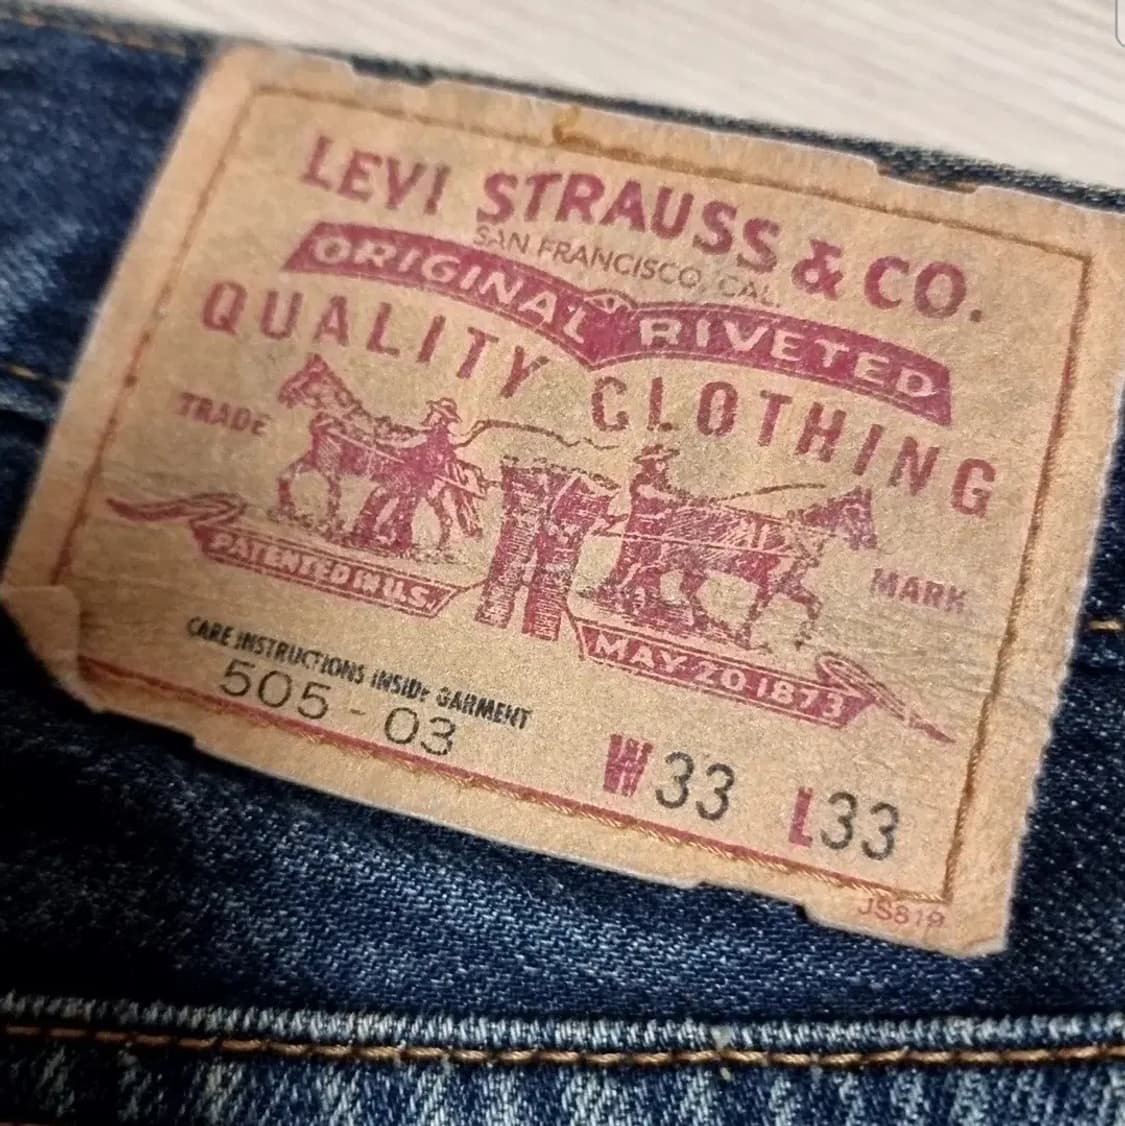 LEVI STRAUSS & CO.
SAN FRANCISCO, CAL.
ORIGINAL RIVETED
QUALITY CLOTHING
TRADE MARK
PATENTED IN U.S. MAY 20 1873
CARE INSTRUCTIONS INSIDE GARMENT
505-03 W33 L33
JS819